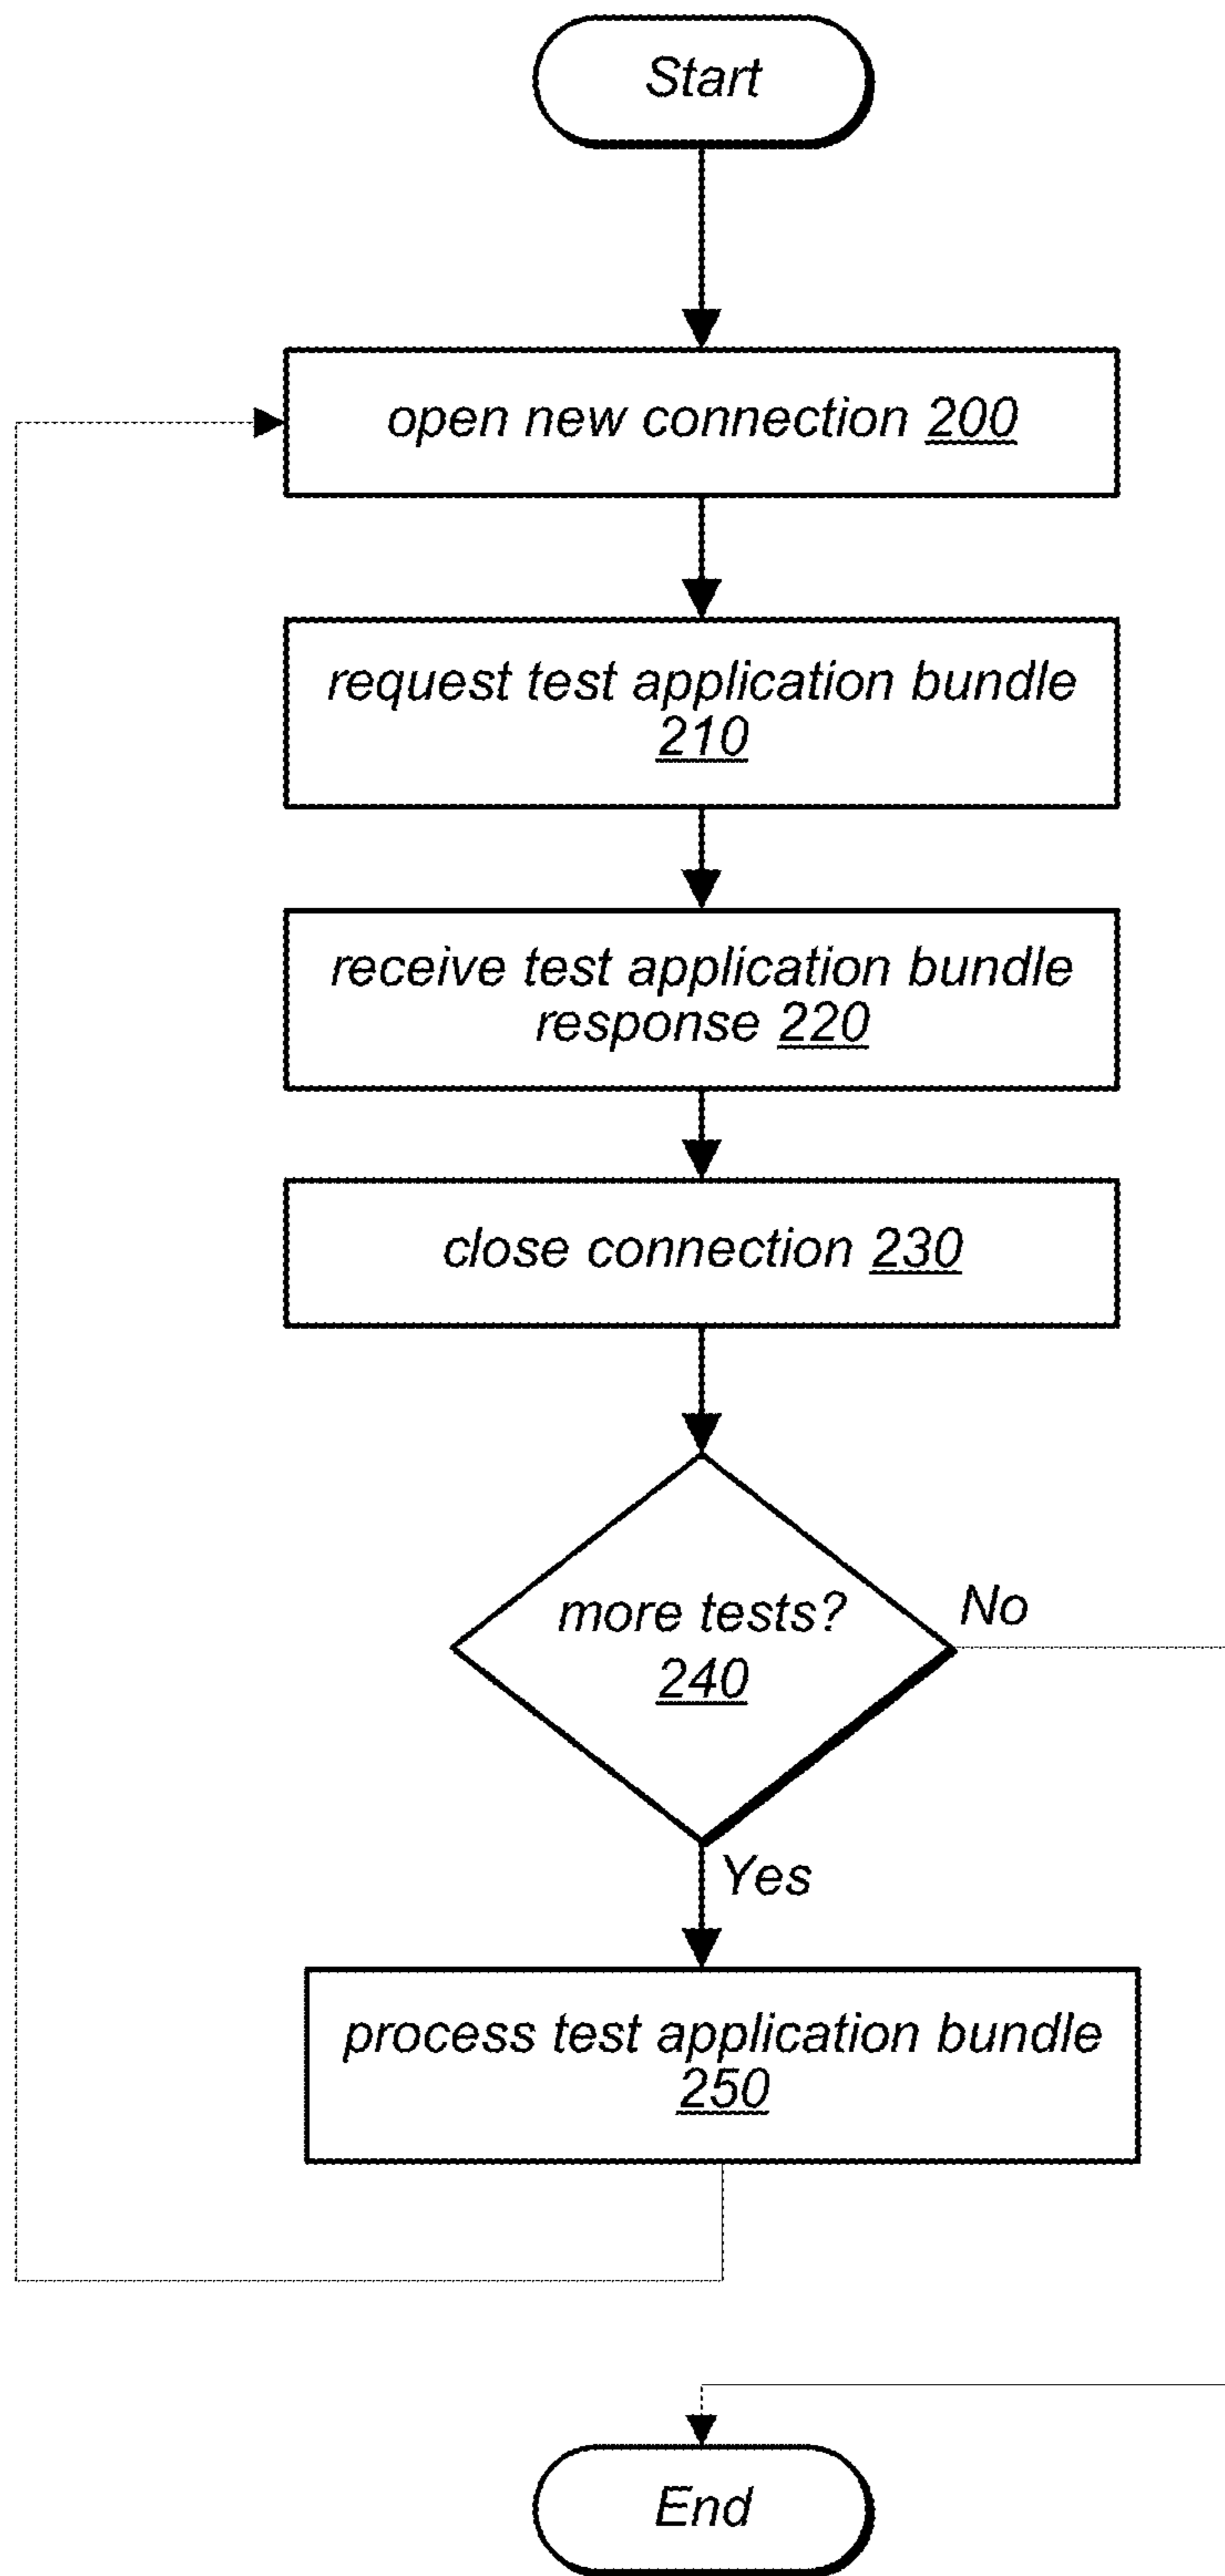 Start
open new connection 200
request test application bundle
210
receive test application bundle
response 220
close connection 230
more tests?
240
No
Yes
process test application bundle
250
End